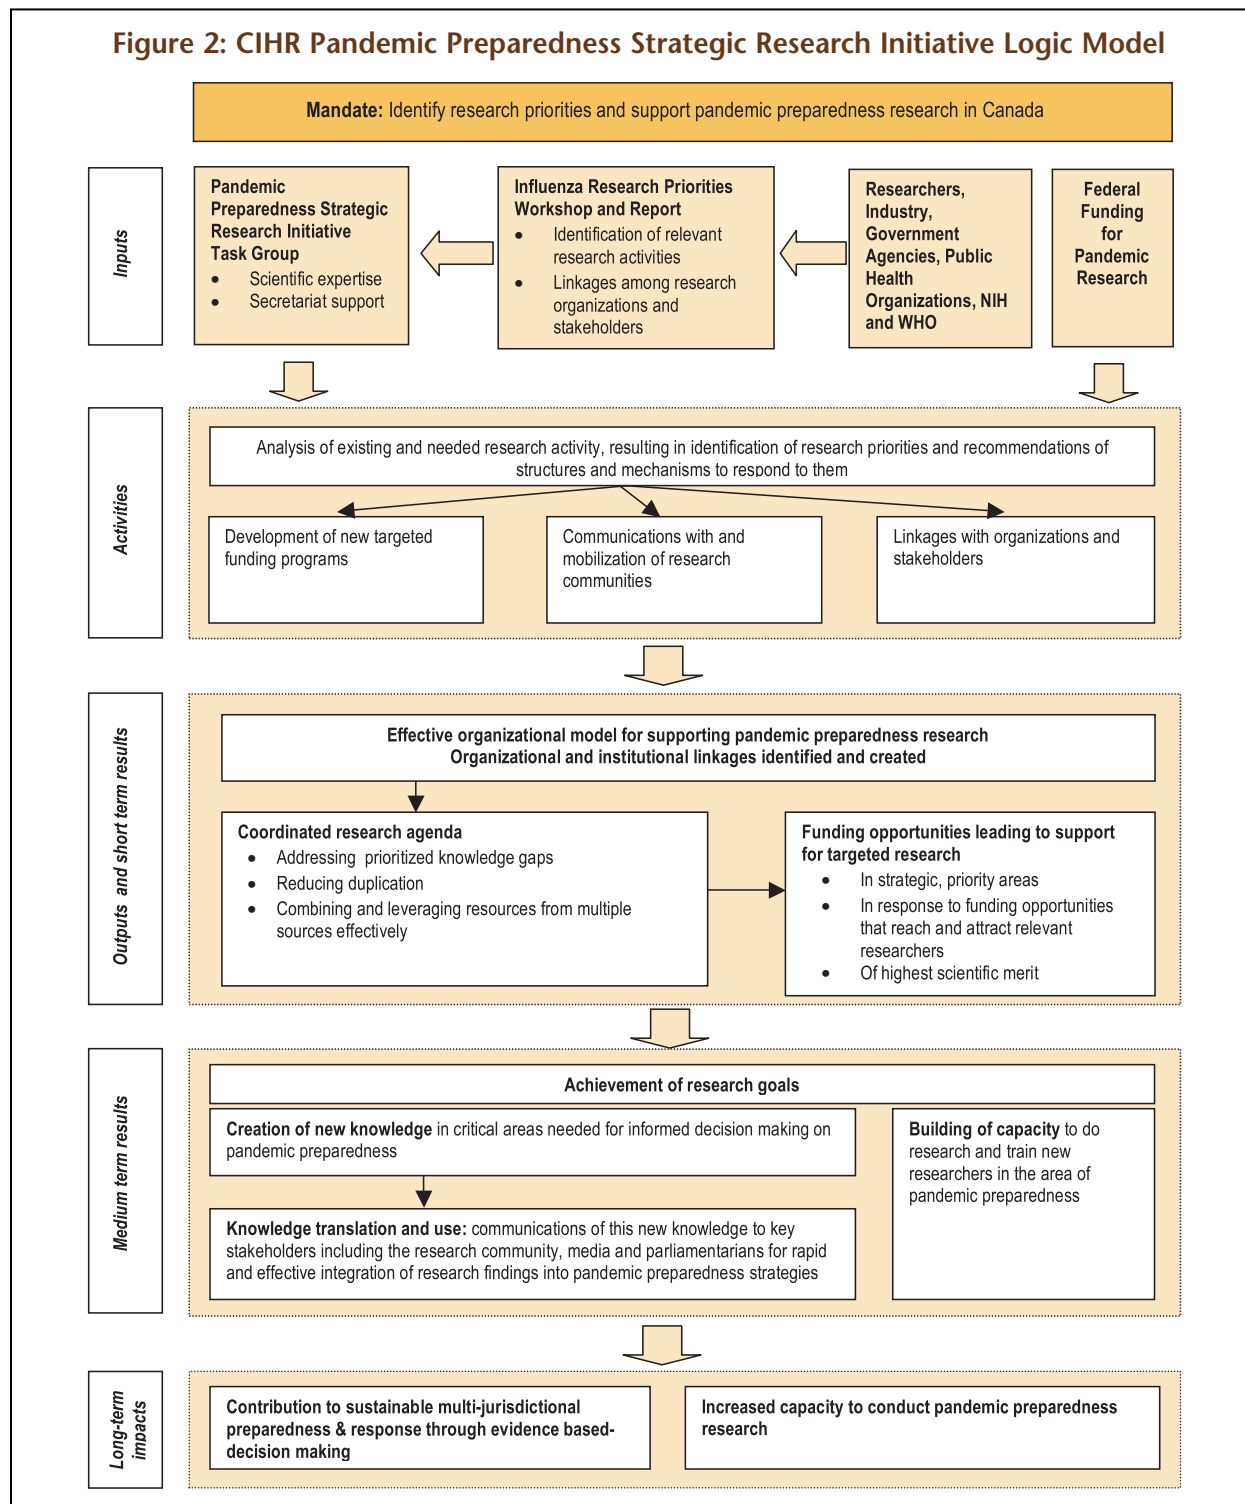 Figure 2: CIHR Pandemic Preparedness Strategic Research Initiative Logic Model
Mandate: Identify research priorities and support pandemic preparedness research in Canada
Inputs
Pandemic
Preparedness Strategic
Research Initiative
Task Group
• Scientific expertise
• Secretariat support
Influenza Research Priorities
Workshop and Report
• Identification of relevant
research activities
• Linkages among research
organizations and
stakeholders
Researchers,
Industry,
Government
Agencies, Public
Health
Organizations, NIH
and WHO
Federal
Funding
for
Pandemic
Research
Activities
Analysis of existing and needed research activity, resulting in identification of research priorities and recommendations of
structures and mechanisms to respond to them
Development of new targeted
funding programs
Communications with and
mobilization of research
communities
Linkages with organizations and
stakeholders
Outputs and short term results
Effective organizational model for supporting pandemic preparedness research
Organizational and institutional linkages identified and created
Coordinated research agenda
• Addressing prioritized knowledge gaps
• Reducing duplication
• Combining and leveraging resources from multiple
sources effectively
Funding opportunities leading to support
for targeted research
• In strategic, priority areas
• In response to funding opportunities
that reach and attract relevant
researchers
• Of highest scientific merit
Medium term results
Achievement of research goals
Creation of new knowledge in critical areas needed for informed decision making on
pandemic preparedness
Knowledge translation and use: communications of this new knowledge to key
stakeholders including the research community, media and parliamentarians for rapid
and effective integration of research findings into pandemic preparedness strategies
Building of capacity to do
research and train new
researchers in the area of
pandemic preparedness
Long-term
impacts
Contribution to sustainable multi-jurisdictional
preparedness & response through evidence based-
decision making
Increased capacity to conduct pandemic preparedness
research